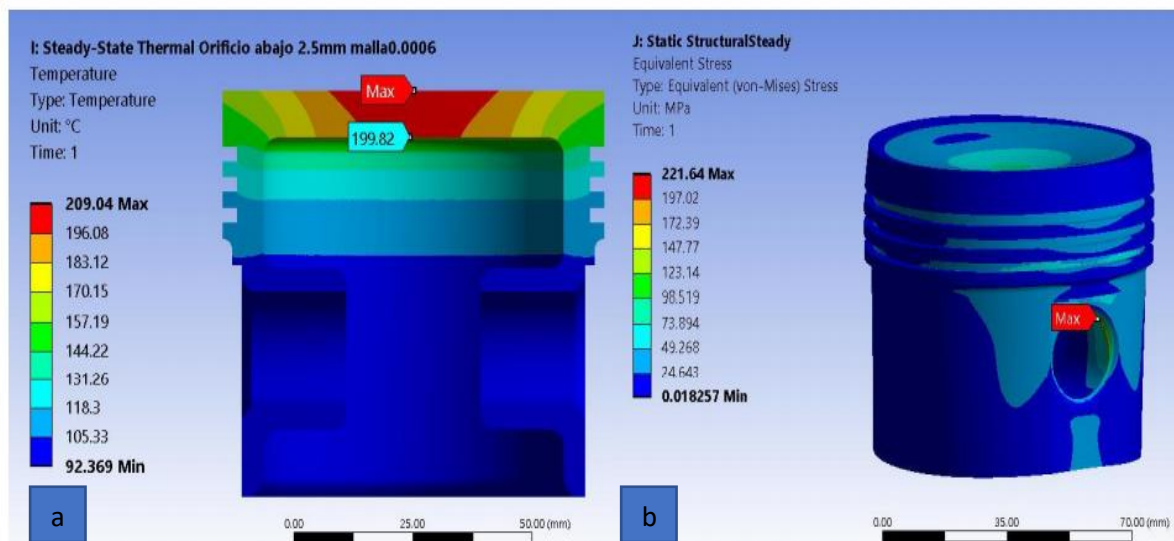 I: Steady-State Thermal Orificio abajo 2.5mm malla0.0006
Temperature
Type: Temperature
Unit: °C
Time: 1
209.04 Max
196.08
183.12
170.15
157.19
144.22
131.26
118.3
105.33
92.369 Min
Max
199.82
a
0.00 25.00 50.00 (mm)
J: Static StructuralSteady
Equivalent Stress
Type: Equivalent (von-Mises) Stress
Unit: MPa
Time: 1
221.64 Max
197.02
172.39
147.77
123.14
98.519
73.894
49.268
24.643
0.018257 Min
Max
b
0.00 35.00 70.00 (mm)